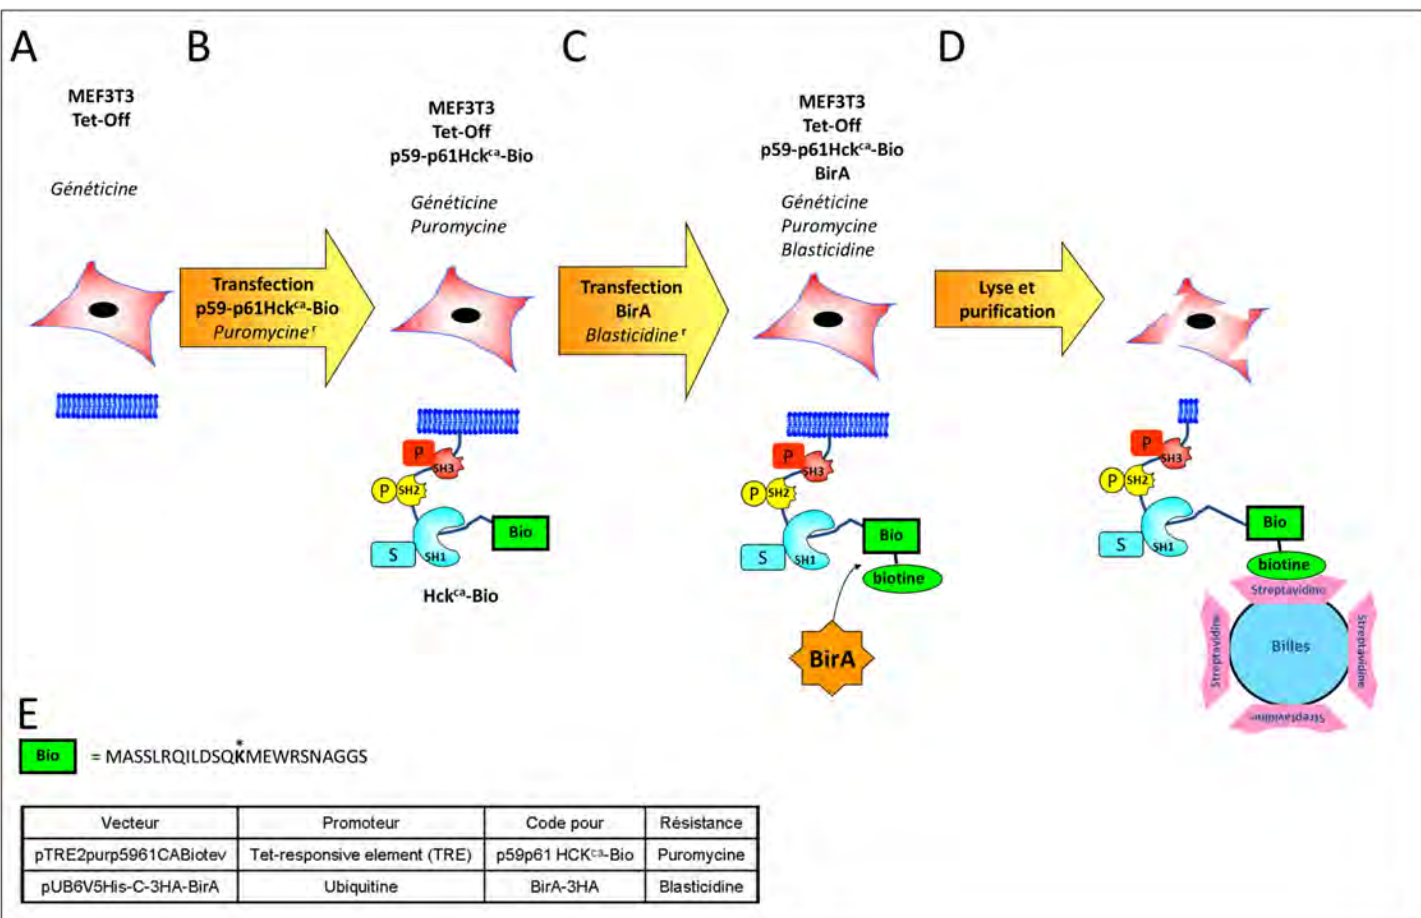 A
B
C
D
MEF3T3
Tet-Off
Généticine
Transfection
p59-p61Hckca-Bio
Puromycine r
MEF3T3
Tet-Off
p59-p61Hckca-Bio
Généticine
Puromycine
P
SH3
P
SH2
S
SH1
Bio
Hckca-Bio
Transfection
BirA
Blasticidine r
MEF3T3
Tet-Off
p59-p61Hckca-Bio
BirA
Généticine
Puromycine
Blasticidine
P
SH3
P
SH2
S
SH1
Bio
biotine
BirA
Lyse et
purification
P
SH3
P
SH2
S
SH1
Bio
biotine
Streptavidine
Streptavidine
Billes
Streptavidine
Streptavidine
E
*
Bio = MASSLRQILDSQKMEWRSNAGGS
Vecteur Promoteur Code pour Résistance
pTRE2purp5961CABiotev Tet-responsive element (TRE) p59p61 HCKca-Bio Puromycine
pUB6V5His-C-3HA-BirA Ubiquitine BirA-3HA Blasticidine